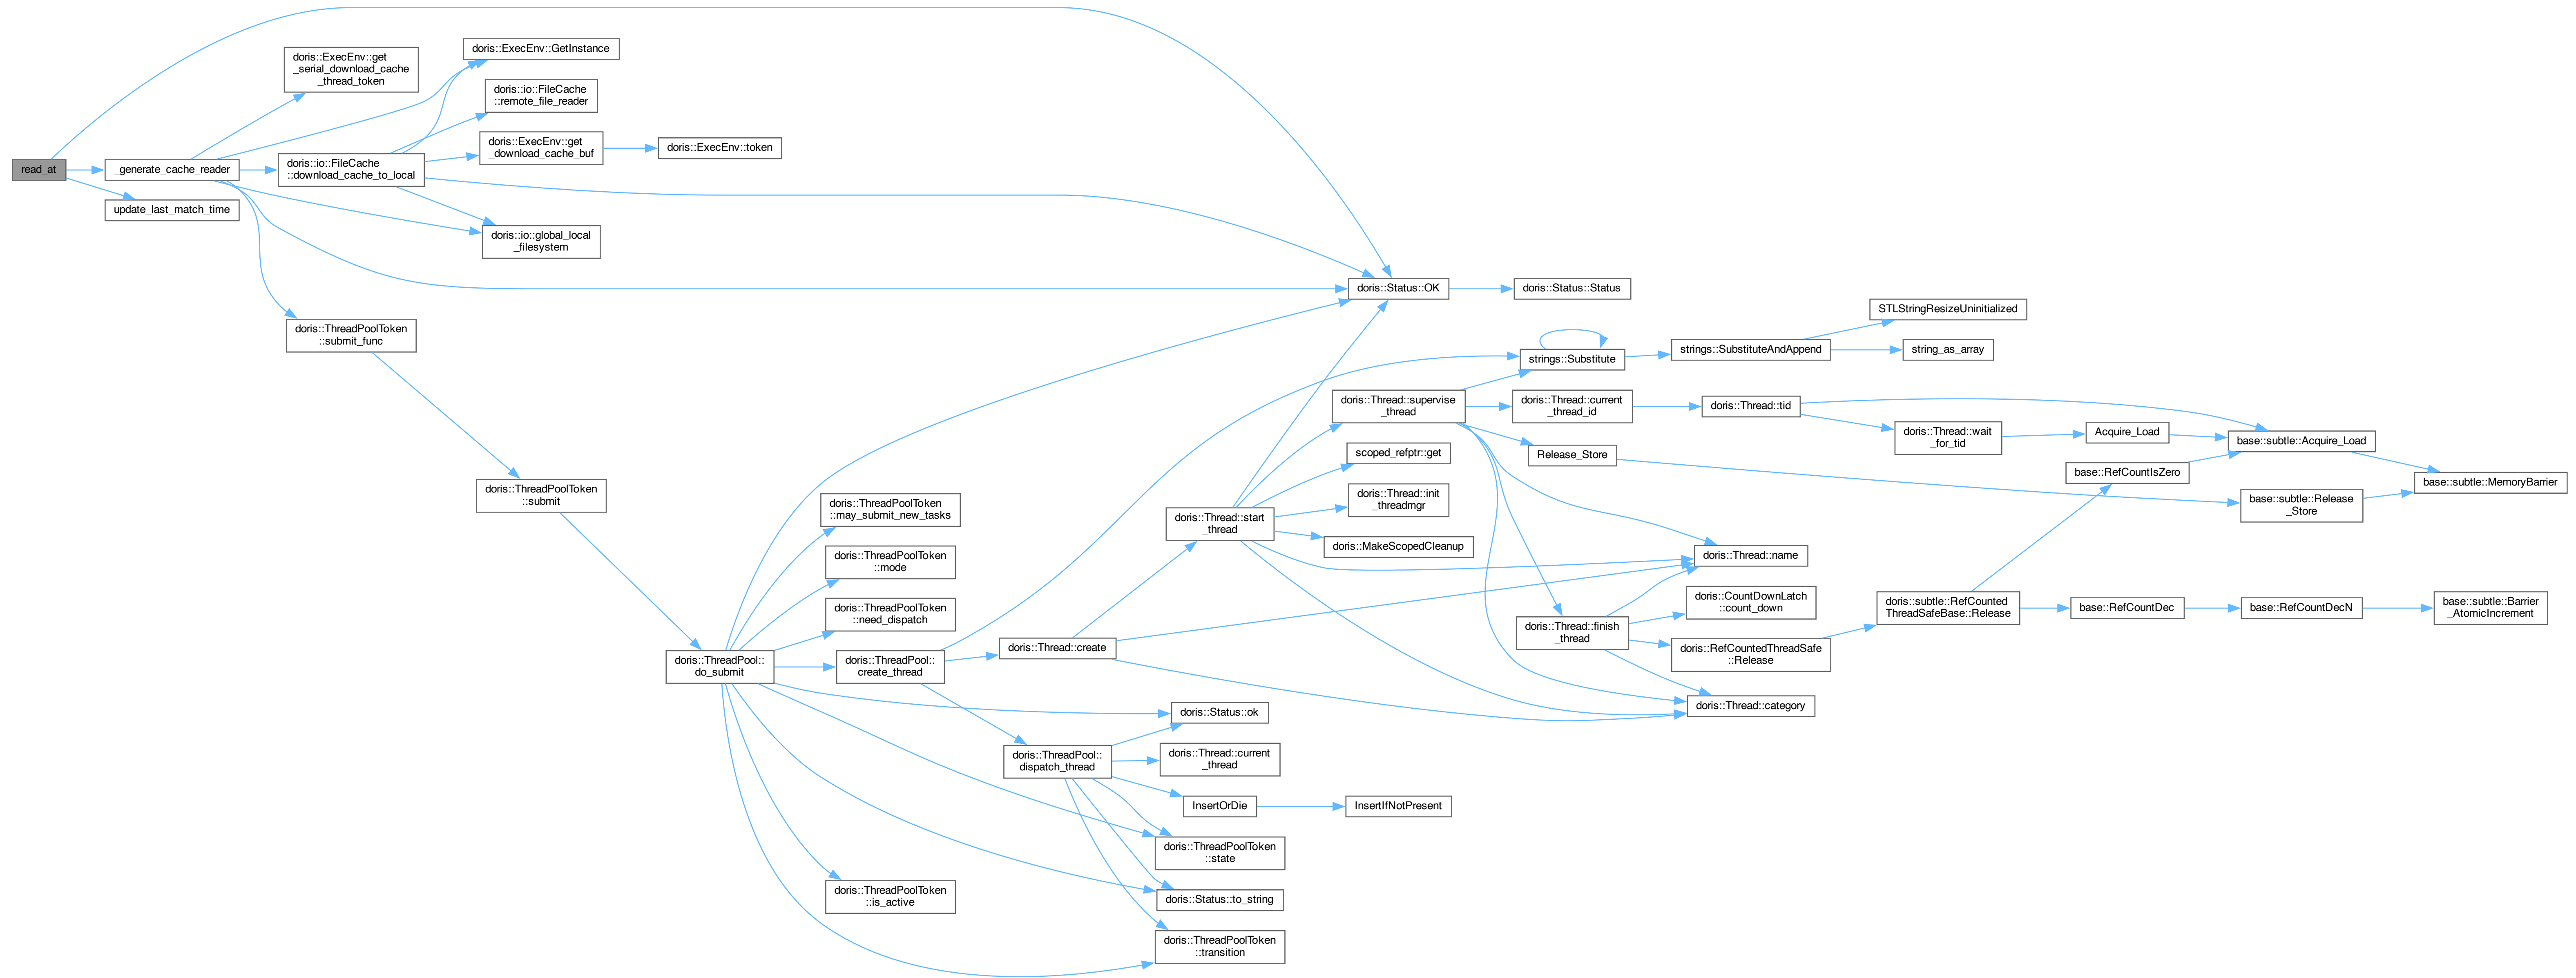 read_at
_generate_cache_reader
update_last_match_time
doris::ExecEnv::get
_serial_download_cache
_thread_token
doris::io::FileCache
::download_cache_to_local
doris::ThreadPoolToken
::submit_func
doris::ExecEnv::GetInstance
doris::io::FileCache
::remote_file_reader
doris::ExecEnv::get
_download_cache_buf
doris::io::global_local
_filesystem
doris::ThreadPoolToken
::submit
doris::ExecEnv::token
doris::ThreadPool::
do_submit
doris::ThreadPoolToken
::may_submit_new_tasks
doris::ThreadPoolToken
::mode
doris::ThreadPoolToken
::need_dispatch
doris::ThreadPool::
create_thread
doris::ThreadPoolToken
::is_active
doris::Thread::create
doris::ThreadPool::
dispatch_thread
doris::Thread::start
_thread
doris::Status::ok
doris::Thread::current
_thread
InsertOrDie
doris::ThreadPoolToken
::state
doris::Status::to_string
doris::ThreadPoolToken
::transition
doris::Status::OK
doris::Thread::supervise
_thread
scoped_refptr::get
doris::Thread::init
_threadmgr
doris::MakeScopedCleanup
InsertIfNotPresent
doris::Status::Status
strings::Substitute
doris::Thread::current
_thread_id
Release_Store
doris::Thread::finish
_thread
strings::SubstituteAndAppend
doris::Thread::tid
doris::Thread::name
doris::CountDownLatch
::count_down
doris::RefCountedThreadSafe
::Release
doris::Thread::category
STLStringResizeUninitialized
string_as_array
doris::Thread::wait
_for_tid
doris::subtle::RefCounted
ThreadSafeBase::Release
Acquire_Load
base::RefCountIsZero
base::RefCountDec
base::subtle::Acquire_Load
base::subtle::Release
_Store
base::RefCountDecN
base::subtle::MemoryBarrier
base::subtle::Barrier
_AtomicIncrement